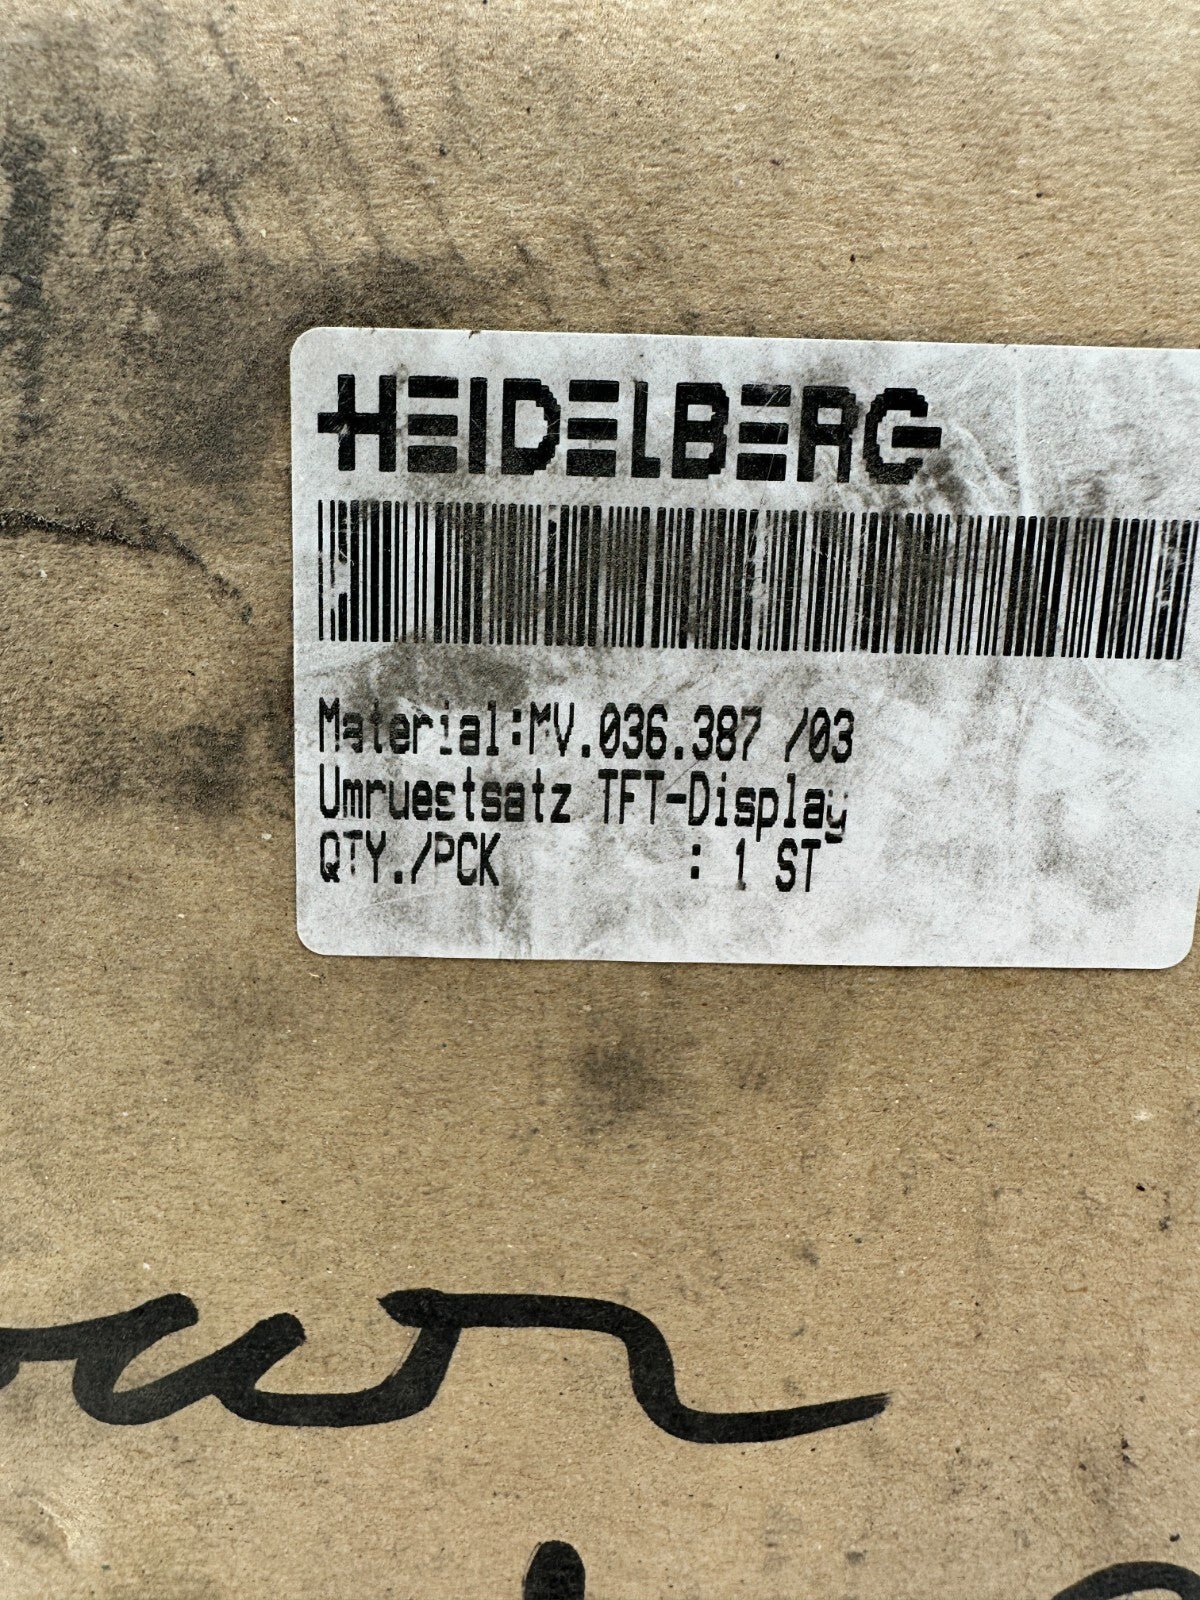 HEIDELBERG
Material:MV.036.387 /03
Umruestsatz TFT-Display
QTY./PCK : 1 ST